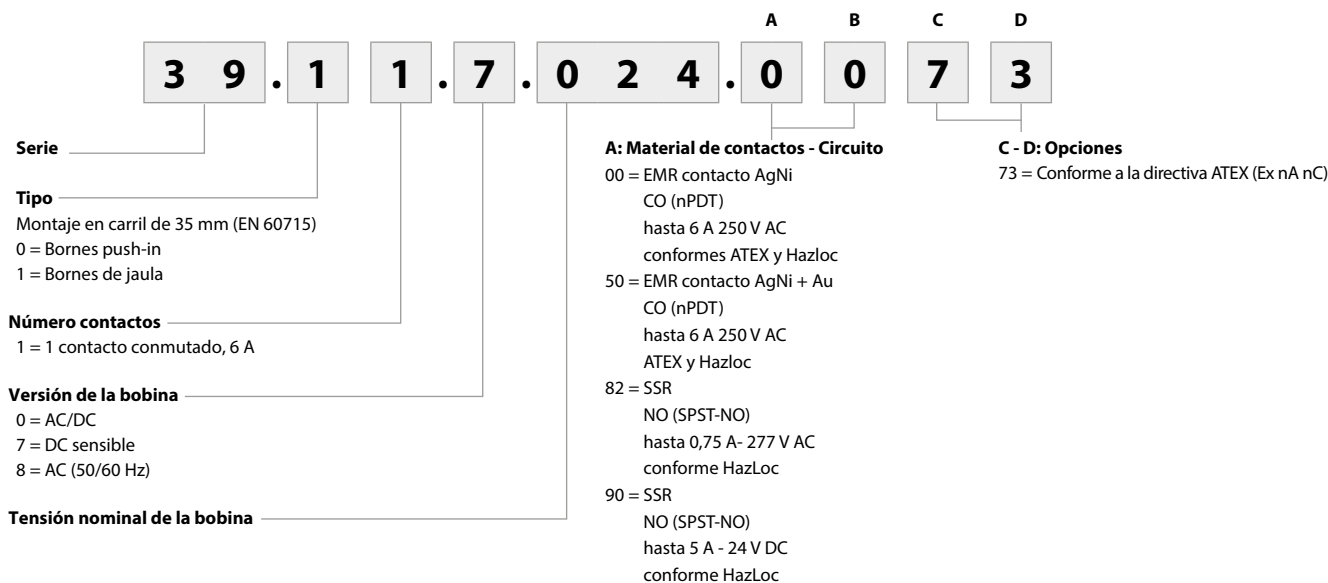 A B C D
3 9 . 1 1 . 7 . 0 2 4 . 0 0 7 3
Serie
Tipo
Montaje en carril de 35 mm (EN 60715)
0 = Bornes push-in
1 = Bornes de jaula
Número contactos
1 = 1 contacto conmutado, 6 A
Versión de la bobina
0 = AC/DC
7 = DC sensible
8 = AC (50/60 Hz)
Tensión nominal de la bobina
A: Material de contactos - Circuito
00 = EMR contacto AgNi
CO (nPDT)
hasta 6 A 250 V AC
conformes ATEX y Hazloc
50 = EMR contacto AgNi + Au
CO (nPDT)
hasta 6 A 250 V AC
ATEX y Hazloc
82 = SSR
NO (SPST-NO)
hasta 0,75 A- 277 V AC
conforme HazLoc
90 = SSR
NO (SPST-NO)
hasta 5 A - 24 V DC
conforme HazLoc
C - D: Opciones
73 = Conforme a la directiva ATEX (Ex nA nC)